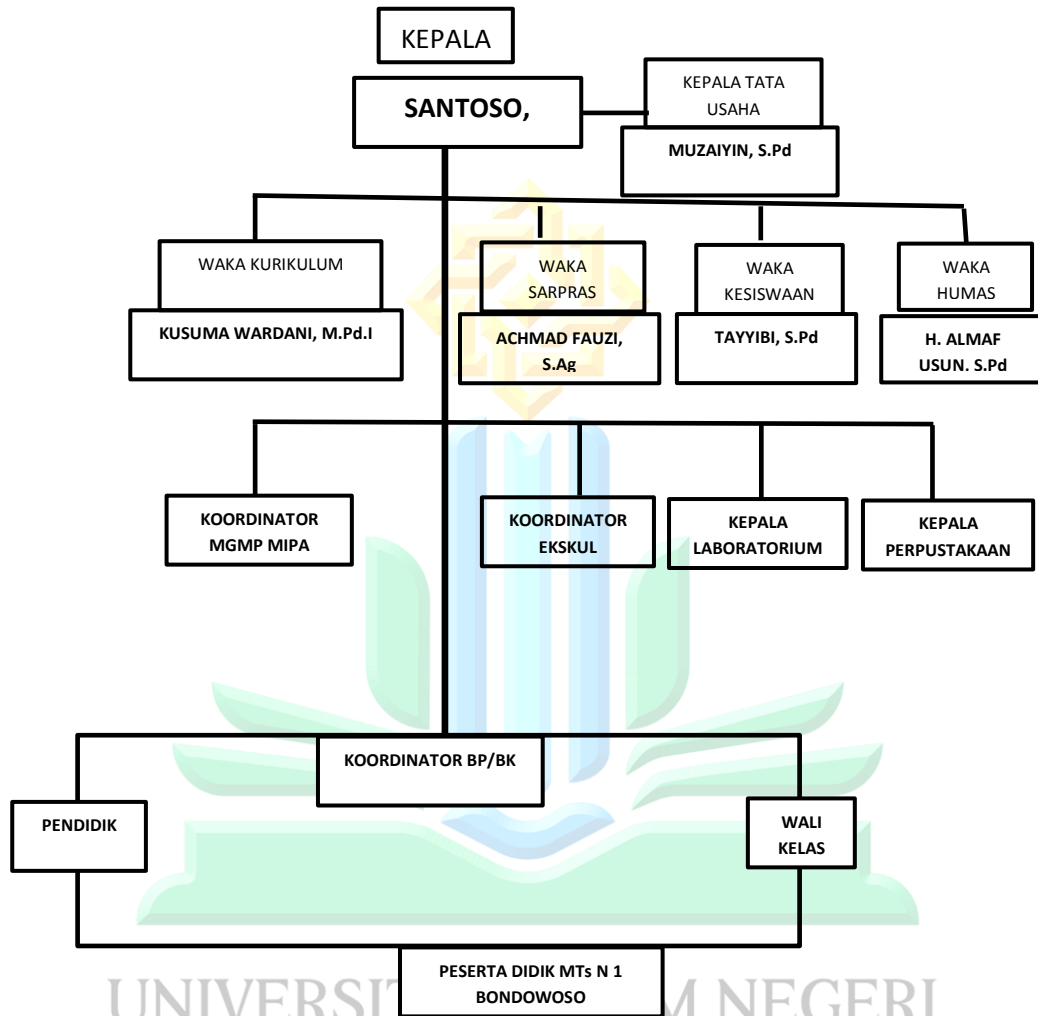 KEPALA
SANTOSO,
KEPALA TATA
USAHA
MUZAIYIN, S.Pd
WAKA KURIKULUM
KUSUMA WARDANI, M.Pd.I
WAKA
SARPRAS
ACHMAD FAUZI,
S.Ag
WAKA
KESISWAAN
TAYYIBI, S.Pd
WAKA
HUMAS
H. ALMAF
USUN. S.Pd
KOORDINATOR
MGMP MIPA
KOORDINATOR
EKSKUL
KEPALA
LABORATORIUM
KEPALA
PERPUSTAKAAN
KOORDINATOR BP/BK
PENDIDIK
WALI
KELAS
PESERTA DIDIK MTs N 1
BONDOWOSO
NEGERI